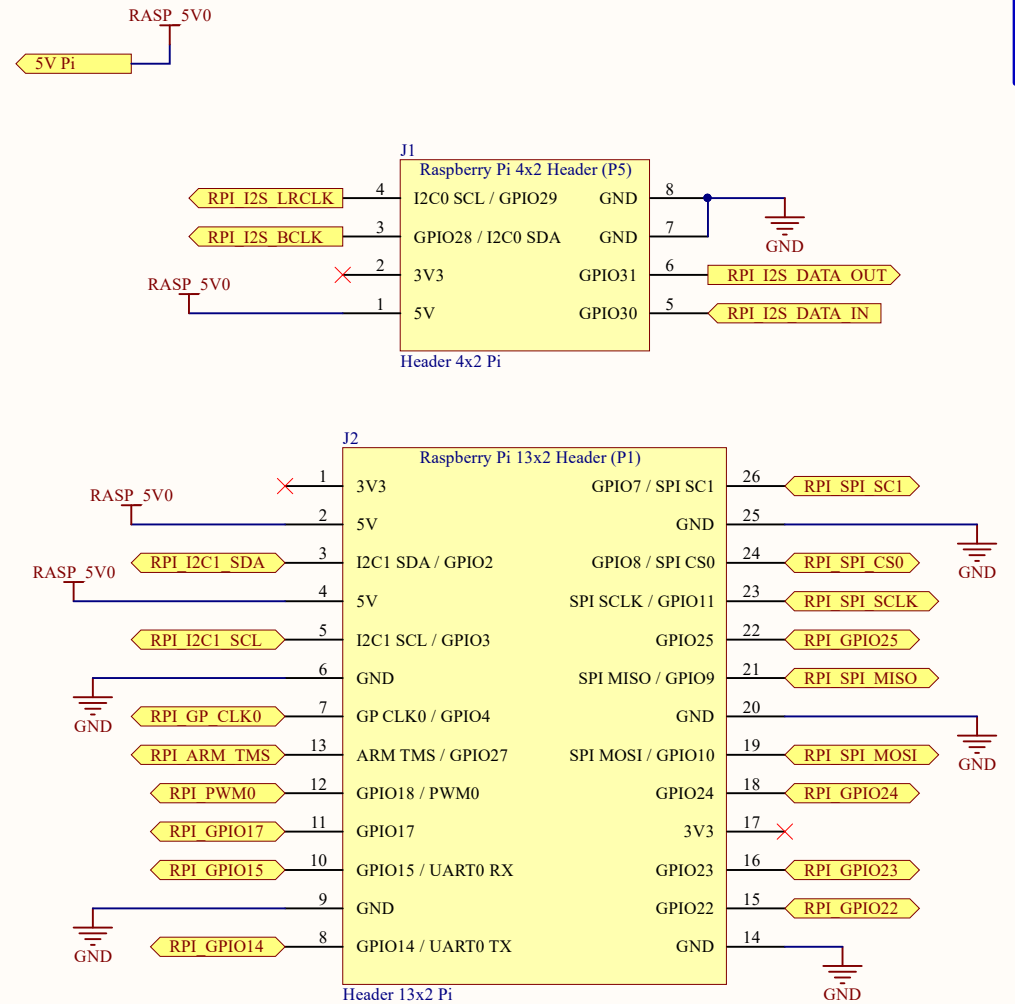 RASP_5V0
5V Pi
J1
Raspberry Pi 4x2 Header (P5)
RPI_I2S_LRCLK 4 I2C0 SCL / GPIO29 GND 8
RPI_I2S_BCLK 3 GPIO28 / I2C0 SDA GND 7
GND
2 3V3 GPIO31 6 RPI_I2S_DATA_OUT
RASP_5V0
1 5V GPIO30 5 RPI_I2S_DATA_IN
Header 4x2 Pi
J2
Raspberry Pi 13x2 Header (P1)
1 3V3 GPIO7 / SPI SC1 26 RPI_SPI_SC1
RASP_5V0
2 5V GND 25
RPI_I2C1_SDA 3 I2C1 SDA / GPIO2 GPIO8 / SPI CS0 24 RPI_SPI_CS0
RASP_5V0 GND
4 5V SPI SCLK / GPIO11 23 RPI_SPI_SCLK
RPI_I2C1_SCL 5 I2C1 SCL / GPIO3 GPIO25 22 RPI_GPIO25
6 GND SPI MISO / GPIO9 21 RPI_SPI_MISO
RPI_GP_CLK0 7 GP CLK0 / GPIO4 GND 20
GND
RPI_ARM_TMS 13 ARM TMS / GPIO27 SPI MOSI / GPIO10 19 RPI_SPI_MOSI
GND
RPI_PWM0 12 GPIO18 / PWM0 GPIO24 18 RPI_GPIO24
RPI_GPIO17 11 GPIO17 3V3 17
RPI_GPIO15 10 GPIO15 / UART0 RX GPIO23 16 RPI_GPIO23
9 GND GPIO22 15 RPI_GPIO22
RPI_GPIO14 8 GPIO14 / UART0 TX GND 14
GND
Header 13x2 Pi
GND